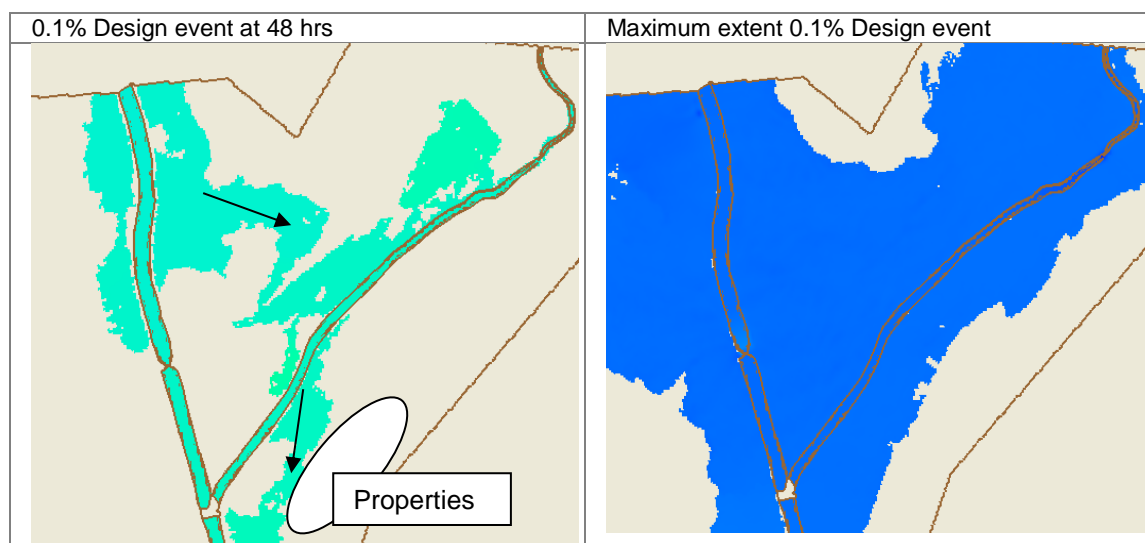 0.1% Design event at 48 hrs
Maximum extent 0.1% Design event
Properties